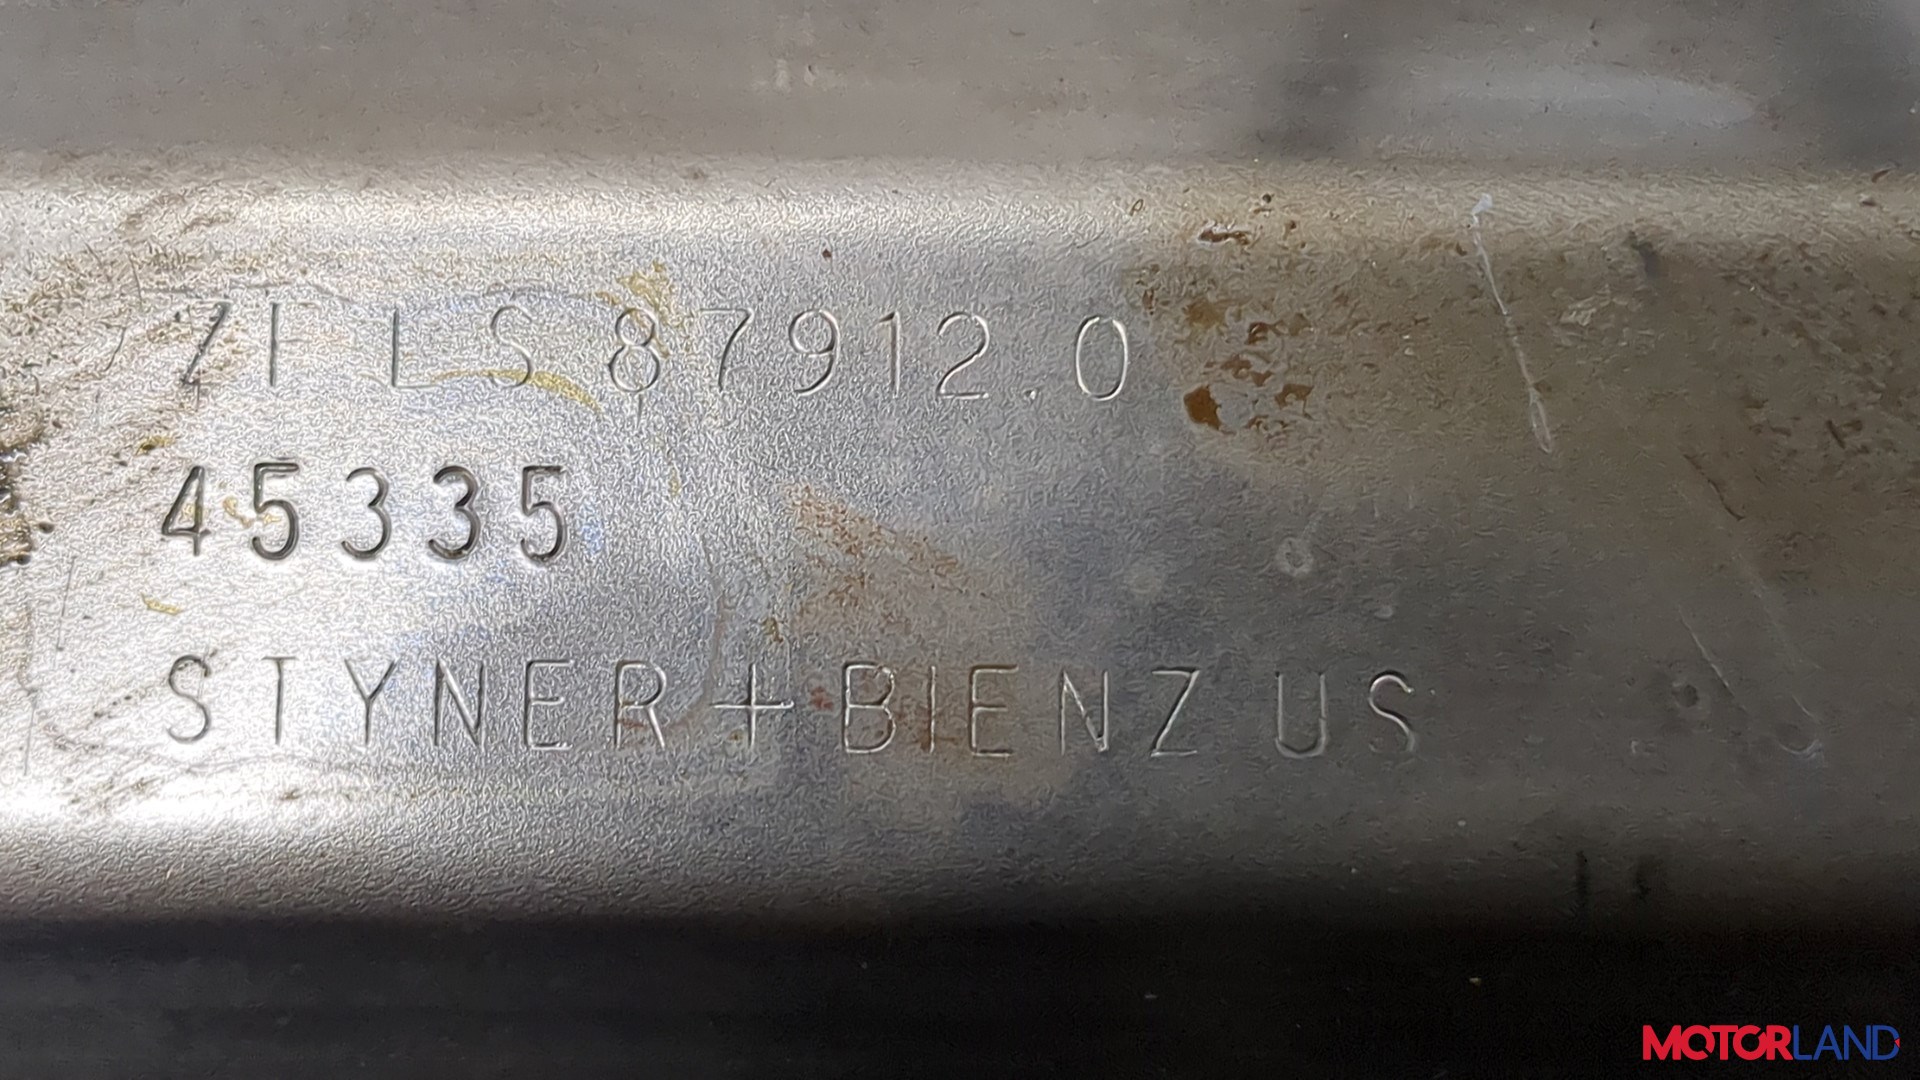 ZF LS 87912.0
45335
STYNER+BIENZ US
MOTORLAND